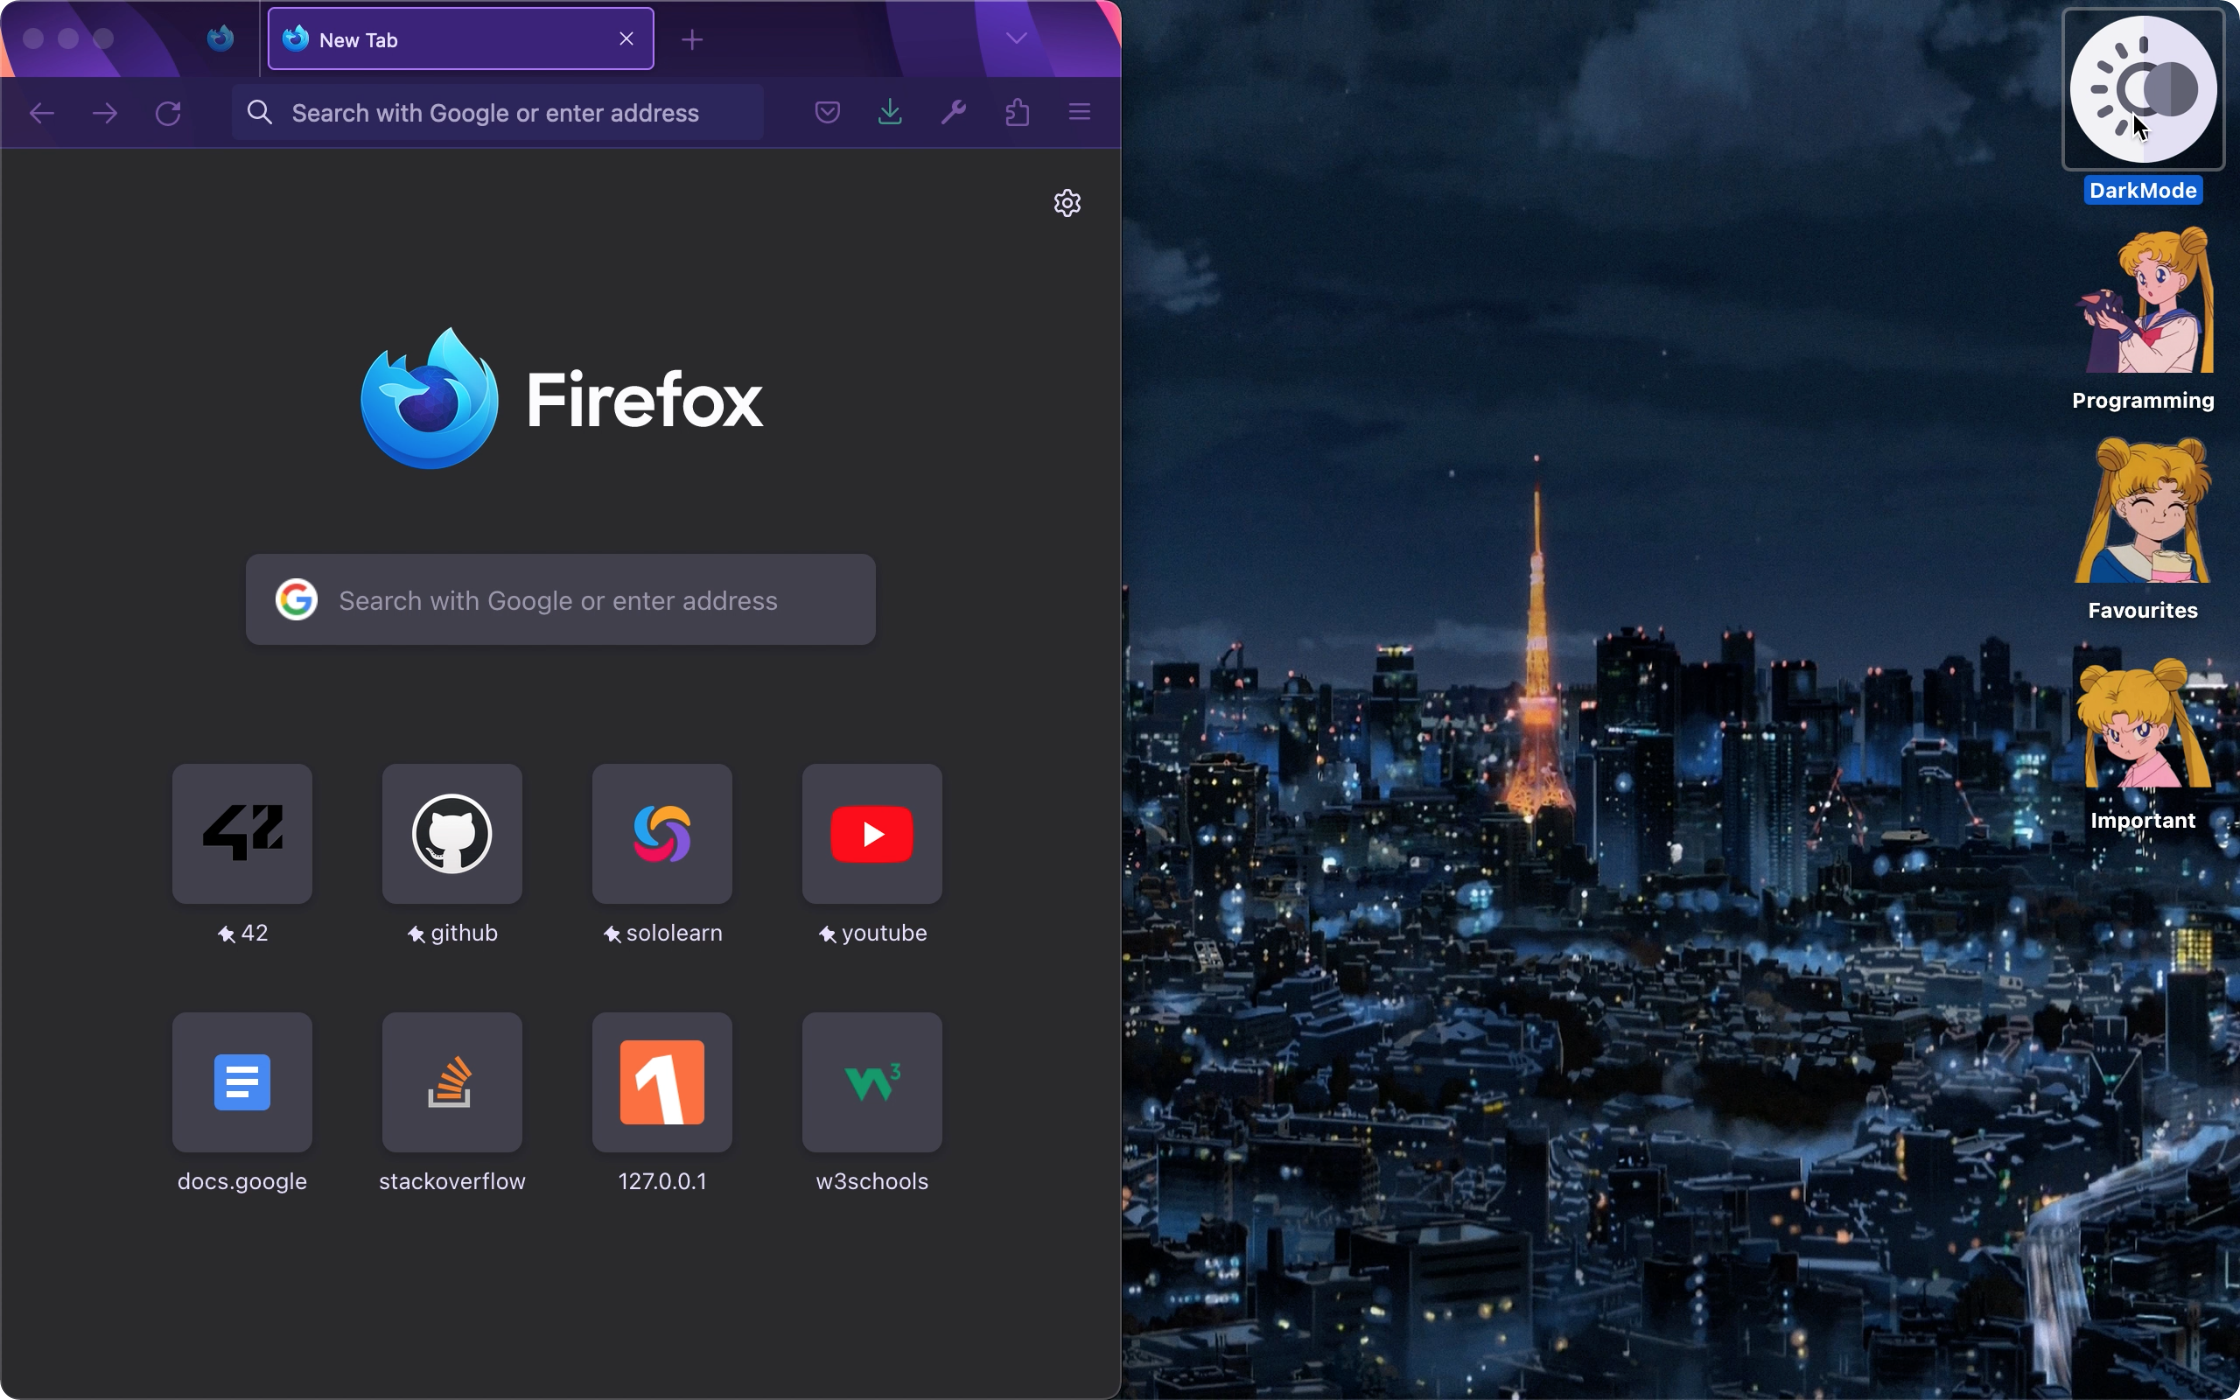 New Tab
Search with Google or enter address
Firefox
Search with Google or enter address
42
github
sololearn
youtube
docs.google
stackoverflow
127.0.0.1
w3schools
DarkMode
Programming
Favourites
Important